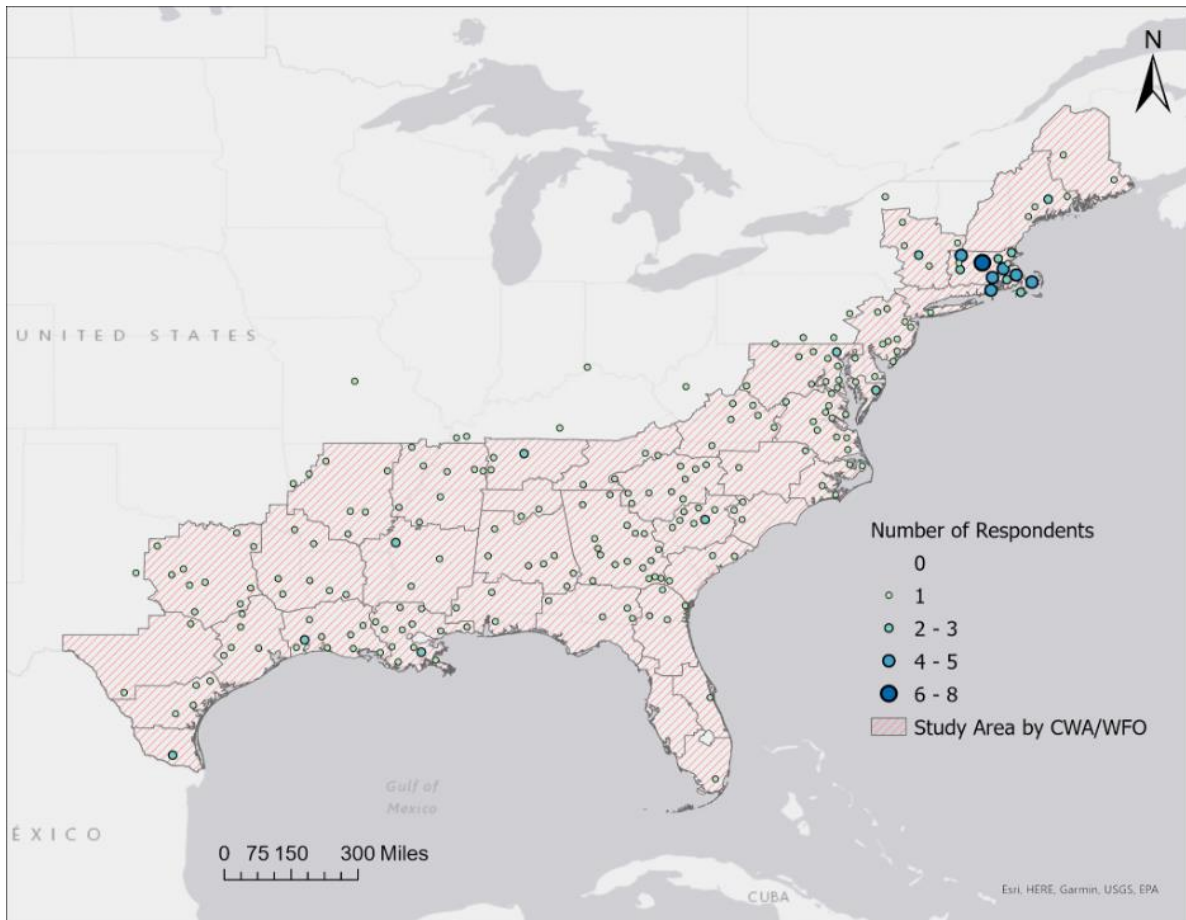 N
UNITED STATES
Number of Respondents
0
1
2 - 3
4 - 5
6 - 8
Study Area by CWA/WFO
Gulf of
Mexico
ÉXICO
0 75 150 300 Miles
CUBA
Esri, HERE, Garmin, USGS, EPA